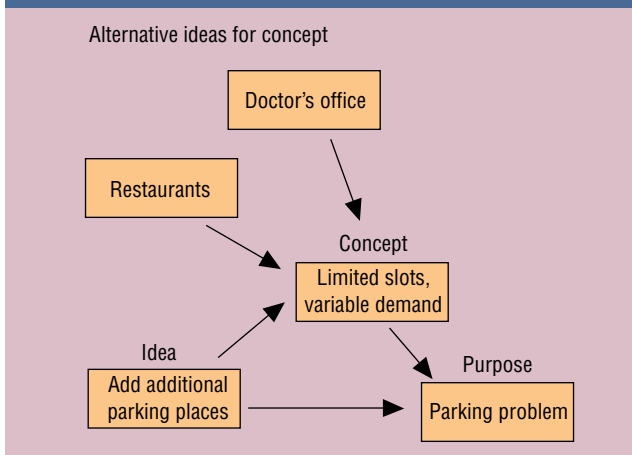 Alternative ideas for concept
Doctor's office
Restaurants
Concept
Limited slots,
variable demand
Idea
Add additional
parking places
Purpose
Parking problem